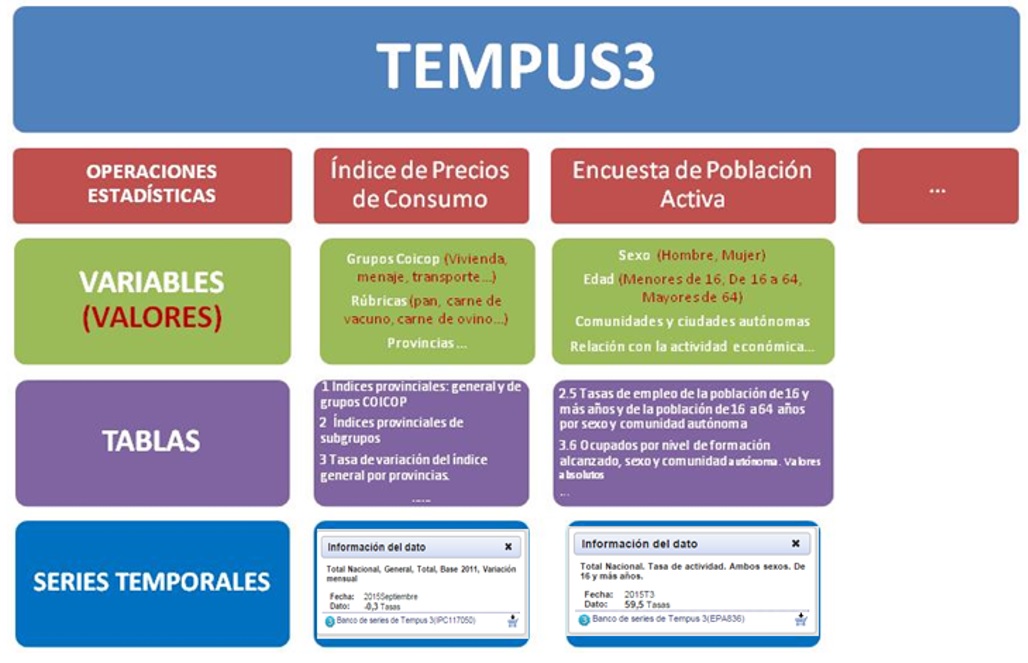 TEMPUS3
OPERACIONES
ESTADÍSTICAS
Índice de Precios
de Consumo
Encuesta de Población
Activa
...
VARIABLES
(VALORES)
Grupos Coicop (Vivienda,
menaje, transporte...)
Rúbricas (pan, carne de
vacuno, carne de ovino...)
Provincias...
Sexo (Hombre, Mujer)
Edad (Menores de 16, De 16 a 64,
Mayores de 64)
Comunidades y ciudades autónomas
Relación con la actividad económica...
TABLAS
1 Indices provinciales: general y de
grupos COICOP
2 Índices provinciales de
subgrupos
3 Tasa de variación del índice
general por provincias.
....
2.5 Tasas de empleo de la población de 16 y
más años y de la población de 16 a 64 años
por sexo y comunidad autónoma
3.6 Ocupados por nivel de formación
alcanzado, sexo y comunidad autónoma. Valores
absolutos
...
SERIES TEMPORALES
Información del dato ✖
Total Nacional, General, Total, Base 2011, Variación
mensual
Fecha: 2015Septiembre
Dato: -0,3 Tasas
3 Banco de series de Tempus 3(IPC117050)
Información del dato ✖
Total Nacional. Tasa de actividad. Ambos sexos. De
16 y más años.
Fecha: 2015T3
Dato: 59,5 Tasas
3 Banco de series de Tempus 3(EPA836)